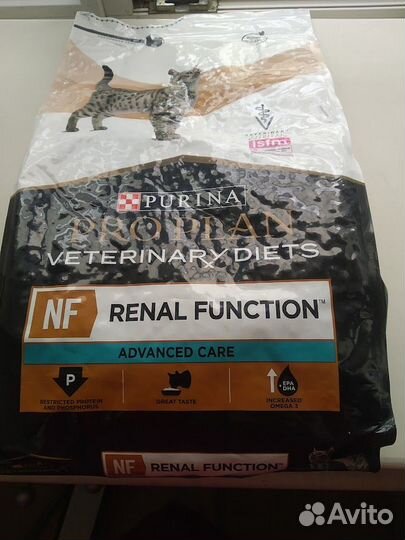 isfm
PURINA
PRO PLAN
VETERINARY DIETS
NF RENAL FUNCTION™
ADVANCED CARE
P
RESTRICTED PROTEIN
AND PHOSPHORUS
GREAT TASTE
EPA
DHA
INCREASED
OMEGA 3
NF RENAL FUNCTION™
Avito